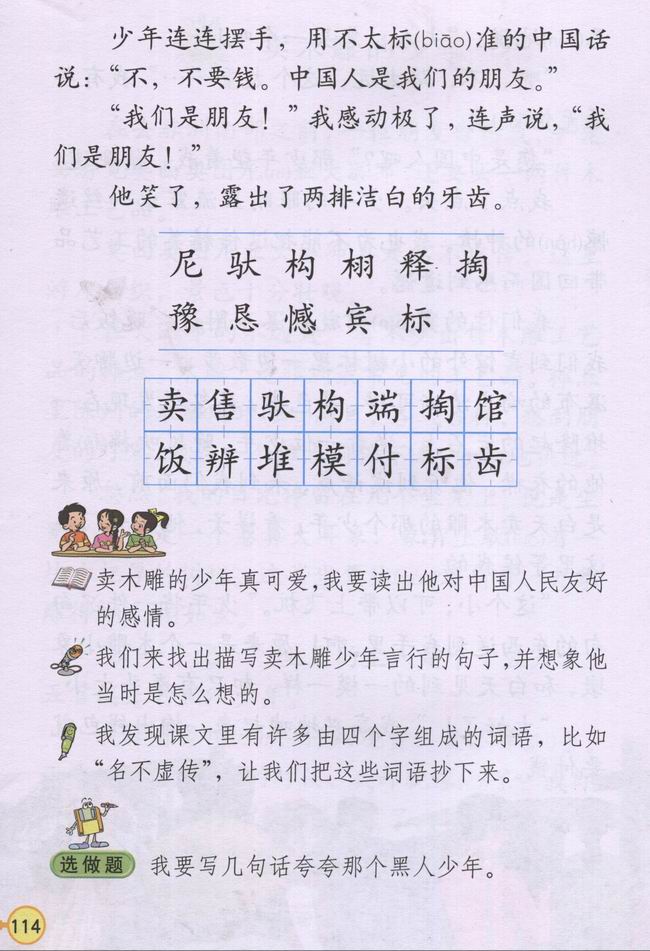 少年连连摆手，用不太标(biāo)准的中国话
说：“不，不要钱。中国人是我们的朋友。”
“我们是朋友！”我感动极了，连声说，“我
们是朋友！”
他笑了，露出了两排洁白的牙齿。
尼 驮 构 栩 释 掏
豫 恳 憾 宾 标
卖 售 驮 构 端 掏 馆
饭 辨 堆 模 付 标 齿
卖木雕的少年真可爱，我要读出他对中国人民友好
的感情。
我们来找出描写卖木雕少年言行的句子，并想象他
当时是怎么想的。
我发现课文里有许多由四个字组成的词语，比如
“名不虚传”，让我们把这些词语抄下来。
选做题 我要写几句话夸夸那个黑人少年。
114